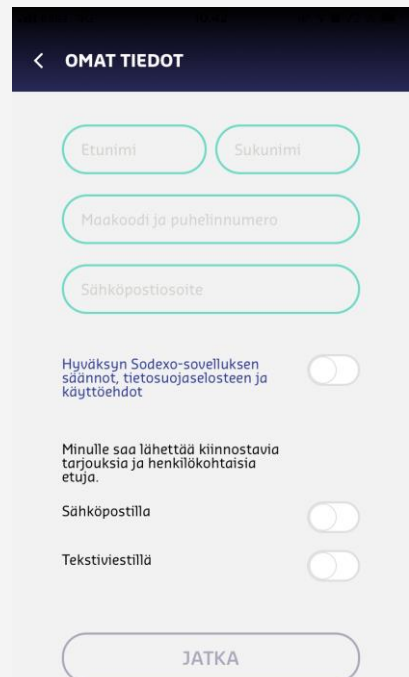 OMAT TIEDOT
Etunimi Sukunimi
Maakoodi ja puhelinnumero
Sähköpostiosoite
Hyväksyn Sodexo-sovelluksen
säännot, tietosuojaselosteen ja
käyttöehdot
Minulle saa lähettää kiinnostavia
tarjouksia ja henkilökohtaisia
etuja.
Sähköpostilla
Tekstiviestillä
JATKA